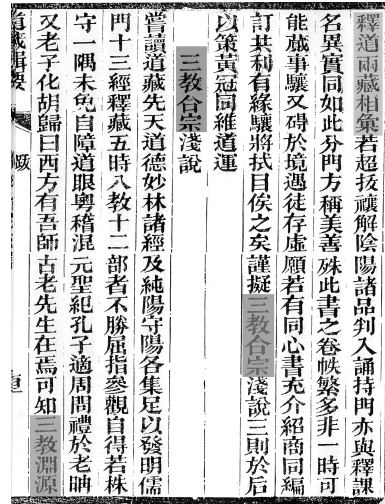 釋道兩藏相彙若超拔禳解陰陽諸品判入誦持門亦與釋課
名異實同如此分門方稱美善殊此書之卷帙繁多非一時可
能蕆事驤又碍於境遇徒存虛願若有同心書充介紹商同編
訂共利有緣驤將拭目俟之矣謹擬三教合宗淺說三則於后
以策黃冠同維道運
三教合宗淺說
嘗讀道藏先天道德妙林諸經及純陽守陽各集足以發明儒
門十三經釋藏五時八教十二部者不勝屈指參觀自得若株
守一隅未免自障道眼粵稽混元聖紀孔子適周問禮於老聃
又老子化胡歸曰西方有吾師古老先生在焉可知三教淵源
道藏輯要 跋